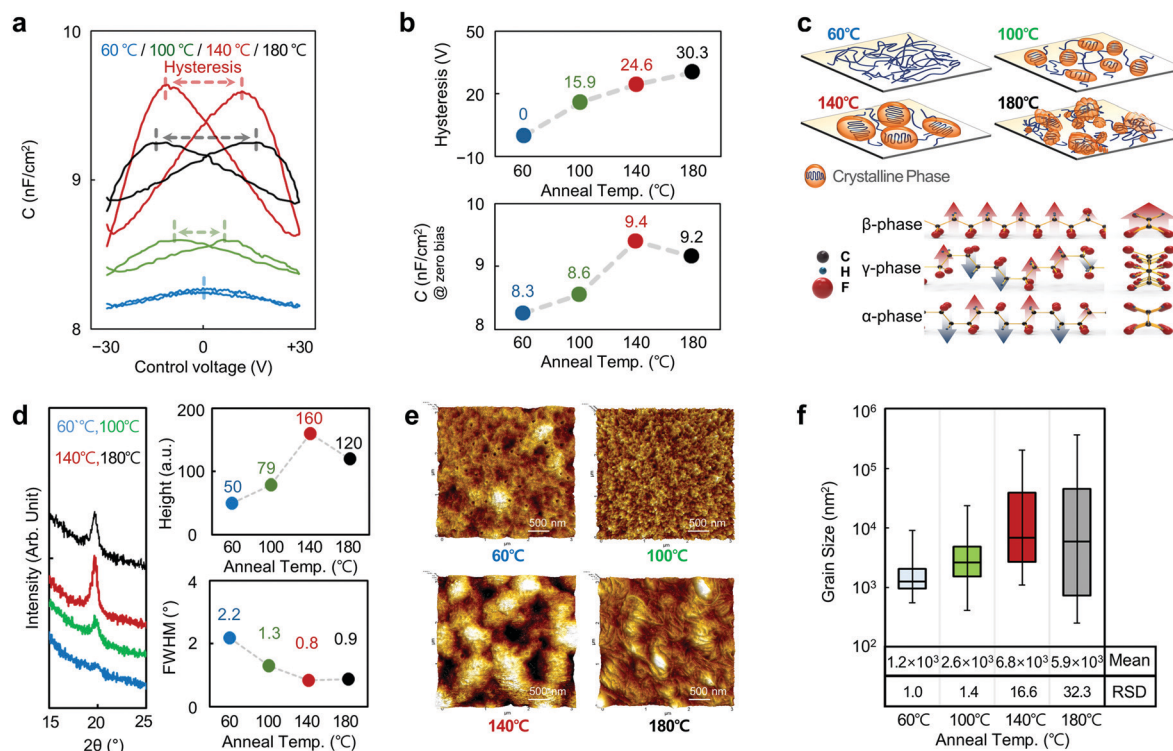 a
10
60 ℃ / 100 ℃ / 140 ℃ / 180 ℃
Hysteresis
C (nF/cm²)
9
8
−30 0 +30
Control voltage (V)
b
50
20
−10
Hysteresis (V)
0
15.9
24.6
30.3
60 100 140 180
Anneal Temp. (℃)
10
9
8
C (nF/cm²)
@ zero bias
8.3
8.6
9.4
9.2
60 100 140 180
Anneal Temp. (℃)
c
60℃
100℃
140℃
180℃
Crystalline Phase
β-phase
C
H
F
γ-phase
α-phase
d
60℃,100℃
140℃,180℃
Intensity (Arb. Unit)
15 20 25
2θ (°)
200
100
0
Height (a.u.)
50
79
160
120
60 100 140 180
Anneal Temp. (℃)
4
2
0
FWHM (°)
2.2
1.3
0.8
0.9
60 100 140 180
Anneal Temp. (℃)
e
500 nm
60℃
500 nm
100℃
500 nm
140℃
500 nm
180℃
f
10⁶
10⁵
10⁴
10³
10²
Grain Size (nm²)
1.2×10³ 2.6×10³ 6.8×10³ 5.9×10³ Mean
1.0 1.4 16.6 32.3 RSD
60℃ 100℃ 140℃ 180℃
Anneal Temp. (℃)